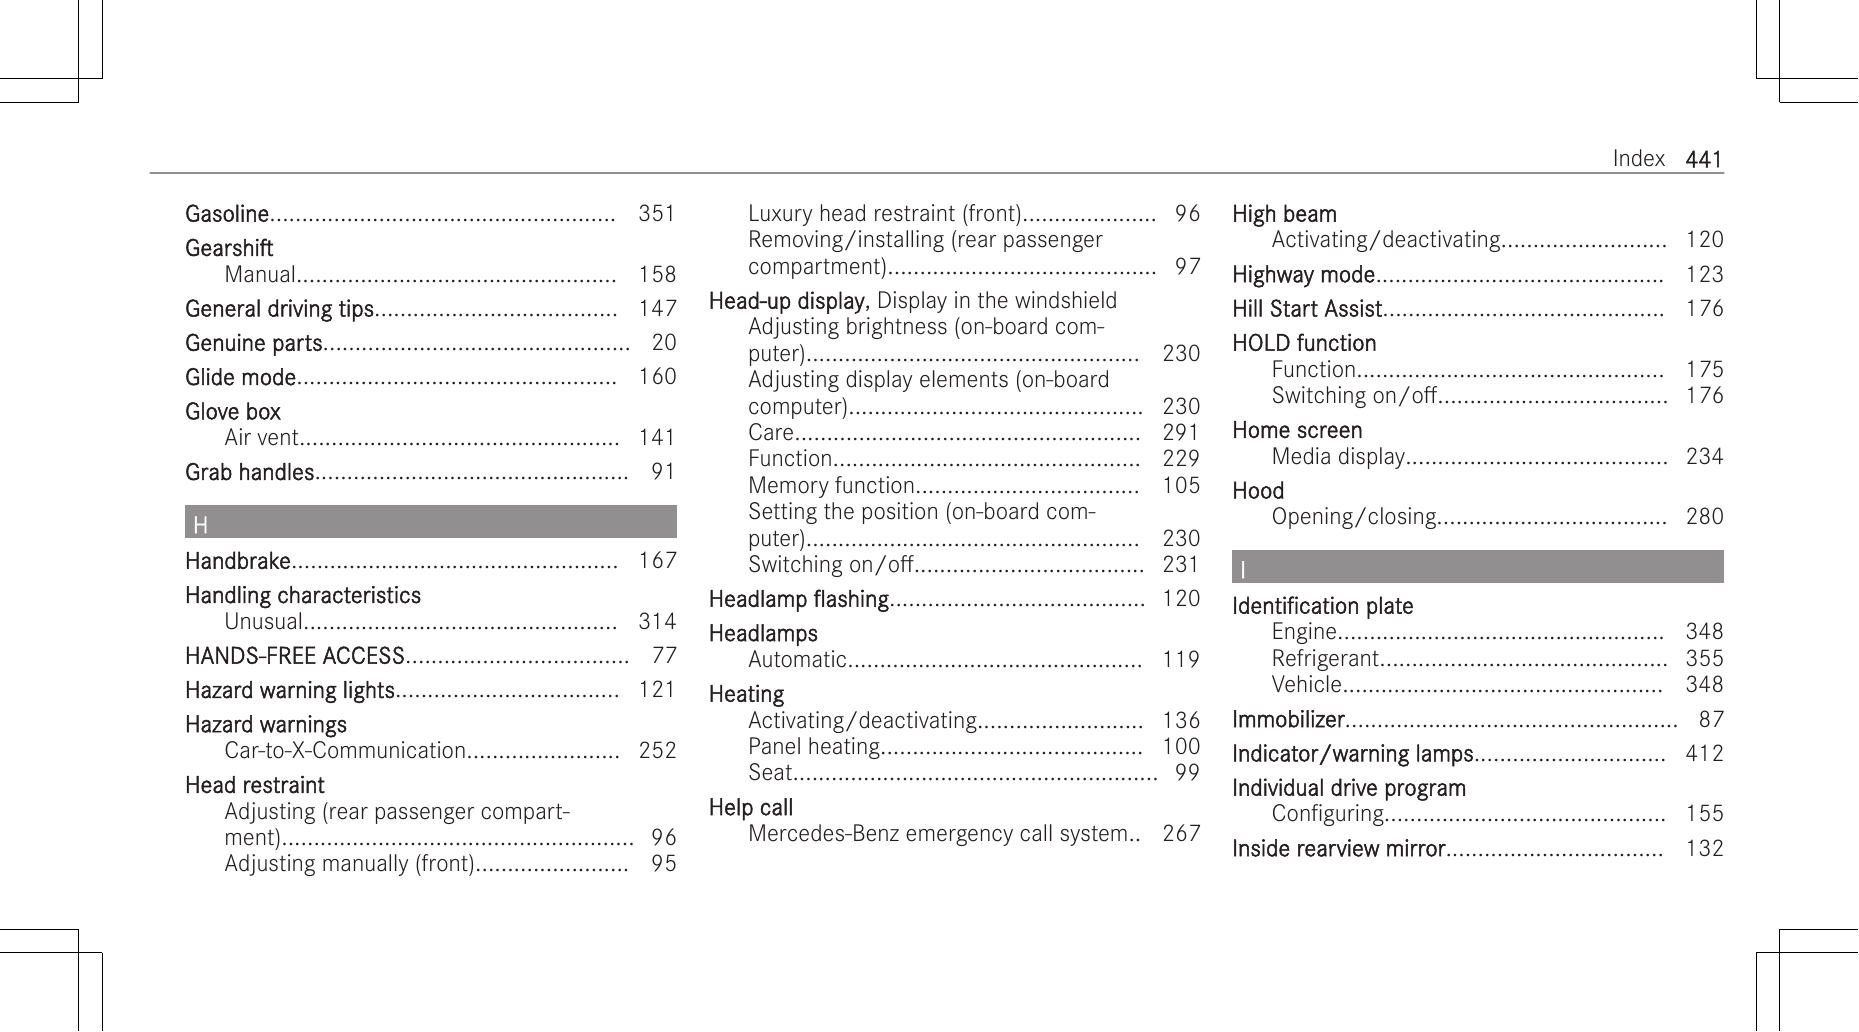 Index 441
Gasoline...................................................... 351
Gearshift
Manual.................................................. 158
General driving tips...................................... 147
Genuine parts................................................ 20
Glide mode.................................................. 160
Glove box
Air vent.................................................. 141
Grab handles................................................. 91
H
Handbrake................................................... 167
Handling characteristics
Unusual................................................. 314
HANDS-FREE ACCESS................................... 77
Hazard warning lights................................... 121
Hazard warnings
Car-to-X-Communication........................ 252
Head restraint
Adjusting (rear passenger compart-
ment)....................................................... 96
Adjusting manually (front)........................ 95
Luxury head restraint (front)..................... 96
Removing/installing (rear passenger
compartment).......................................... 97
Head-up display, Display in the windshield
Adjusting brightness (on-board com-
puter).................................................... 230
Adjusting display elements (on-board
computer).............................................. 230
Care...................................................... 291
Function................................................ 229
Memory function................................... 105
Setting the position (on-board com-
puter).................................................... 230
Switching on/off.................................... 231
Headlamp flashing........................................ 120
Headlamps
Automatic.............................................. 119
Heating
Activating/deactivating.......................... 136
Panel heating......................................... 100
Seat......................................................... 99
Help call
Mercedes-Benz emergency call system.. 267
High beam
Activating/deactivating.......................... 120
Highway mode............................................. 123
Hill Start Assist............................................ 176
HOLD function
Function................................................ 175
Switching on/off.................................... 176
Home screen
Media display......................................... 234
Hood
Opening/closing.................................... 280
I
Identification plate
Engine................................................... 348
Refrigerant............................................. 355
Vehicle.................................................. 348
Immobilizer.................................................... 87
Indicator/warning lamps.............................. 412
Individual drive program
Configuring............................................ 155
Inside rearview mirror.................................. 132